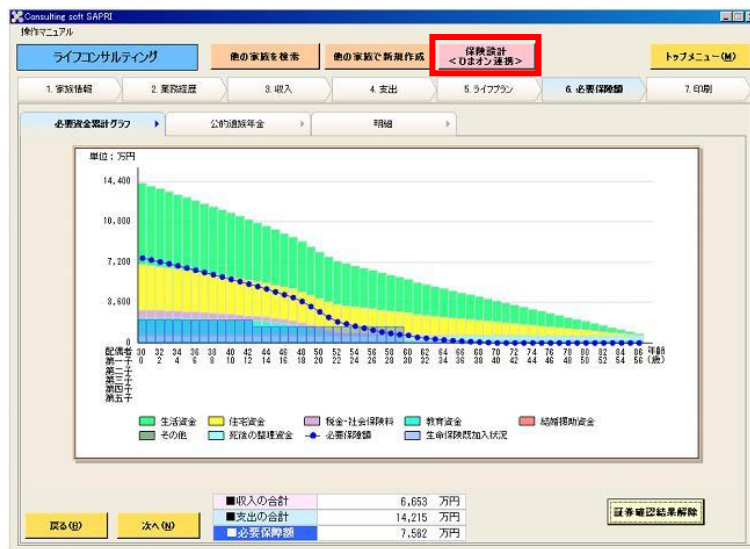 Consulting soft SAPRI
操作マニュアル
ライフコンサルティング
他の家族を検索
他の家族で新規作成
保険設計
<ひまオン連携>
トップメニュー(M)
1. 家族情報
2. 業務経歴
3. 収入
4. 支出
5. ライフプラン
6. 必要保障額
7. 印刷
必要資金累計グラフ
公的遺族年金
明細
単位：万円
14,400
10,800
7,200
3,600
0
配偶者 30 32 34 36 38 40 42 44 46 48 50 52 54 56 58 60 62 64 66 68 70 72 74 76 78 80 82 84 86 年齢
第一子 0 2 4 6 8 10 12 14 16 18 20 22 24 26 28 30 32 34 36 38 40 42 44 46 48 50 52 54 56 (歳)
第二子
第三子
第四子
第五子
生活資金 住宅資金 税金・社会保険料 教育資金 結婚援助資金
その他 死後の整理資金 必要保障額 生命保険既加入状況
■収入の合計 6,653 万円
■支出の合計 14,215 万円
■必要保障額 7,562 万円
戻る(B)
次へ(N)
証券確認結果解除